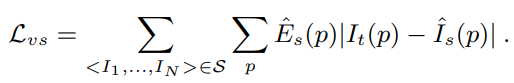 $\mathcal{L}_{vs} = \sum_{<I_1,\ldots,I_N>\in\mathcal{S}} \sum_{p} \hat{E}_s(p)|I_t(p) - \hat{I}_s(p)|\ .$